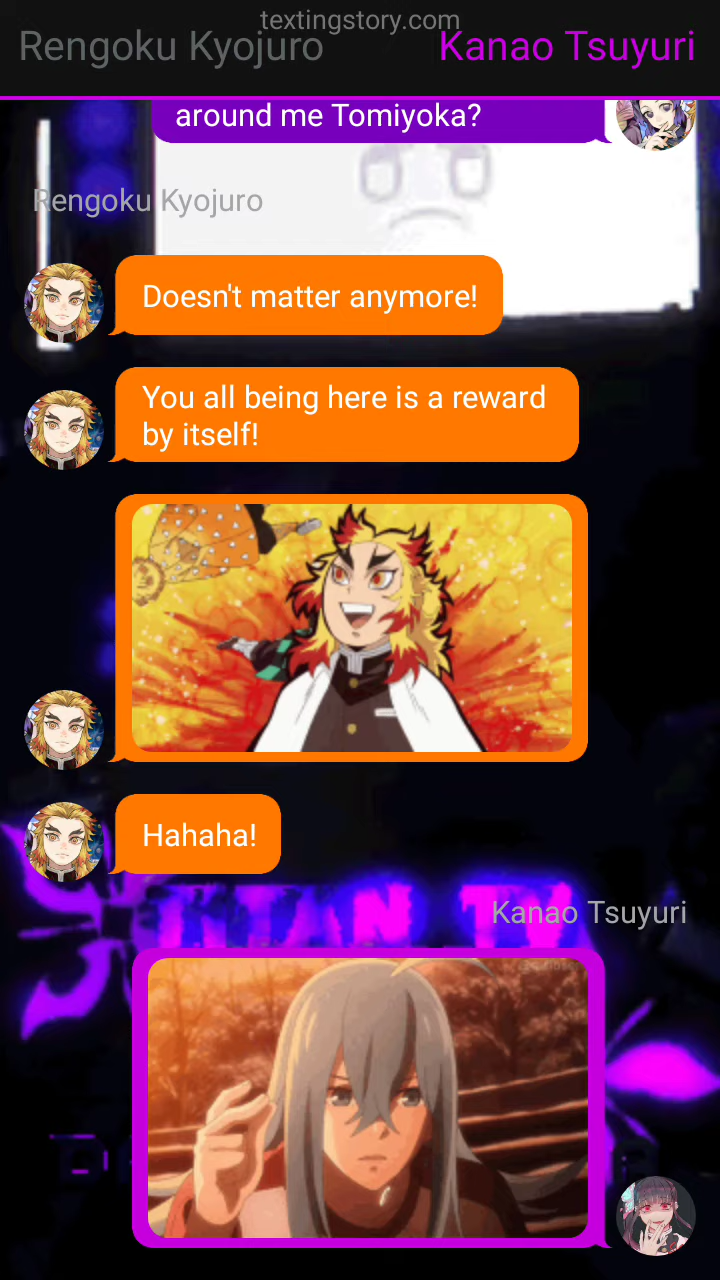 textingstory.com
Rengoku Kyojuro
Kanao Tsuyuri
around me Tomiyoka?
Rengoku Kyojuro
Doesn't matter anymore!
You all being here is a reward
by itself!
Hahaha!
Kanao Tsuyuri
TV